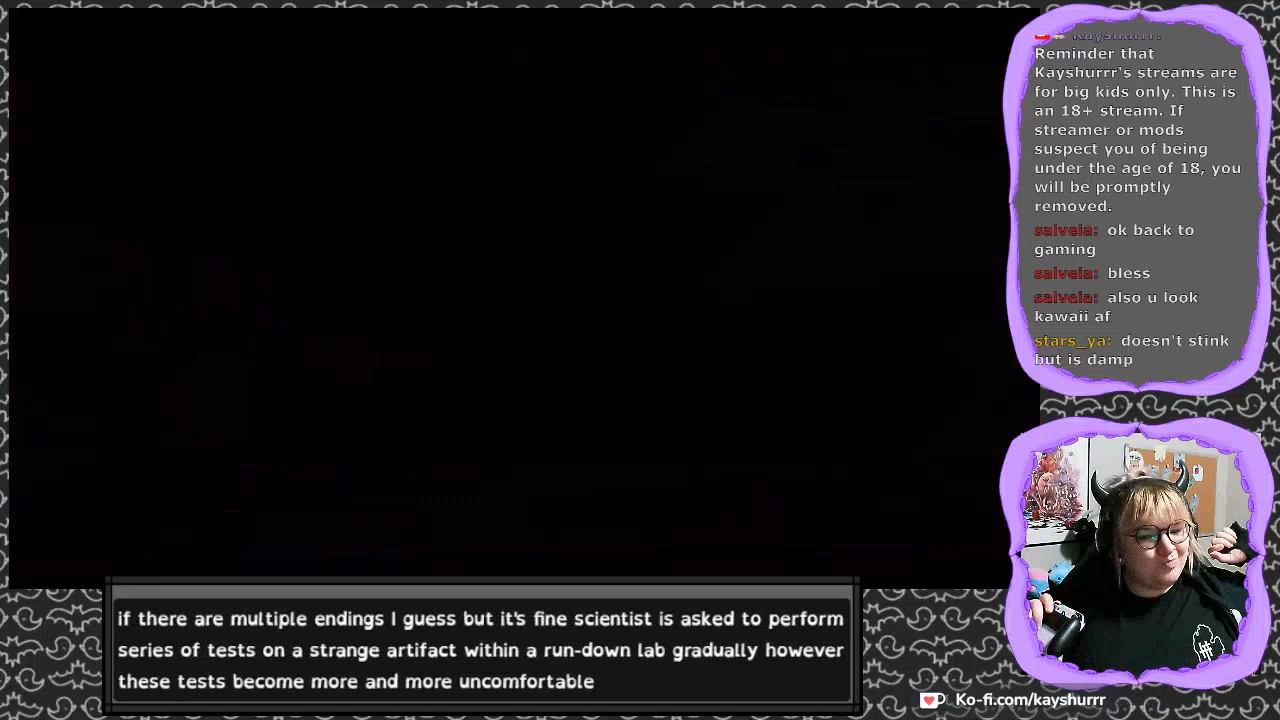 Kayshurrr:
Reminder that
Kayshurrr's streams are
for big kids only. This is
an 18+ stream. If
streamer or mods
suspect you of being
under the age of 18, you
will be promptly
removed.
salveia: ok back to
gaming
salveia: bless
salveia: also u look
kawaii af
stars_ya: doesn't stink
but is damp
if there are multiple endings I guess but it's fine scientist is asked to perform
series of tests on a strange artifact within a run-down lab gradually however
these tests become more and more uncomfortable
Ko-fi.com/kayshurrr